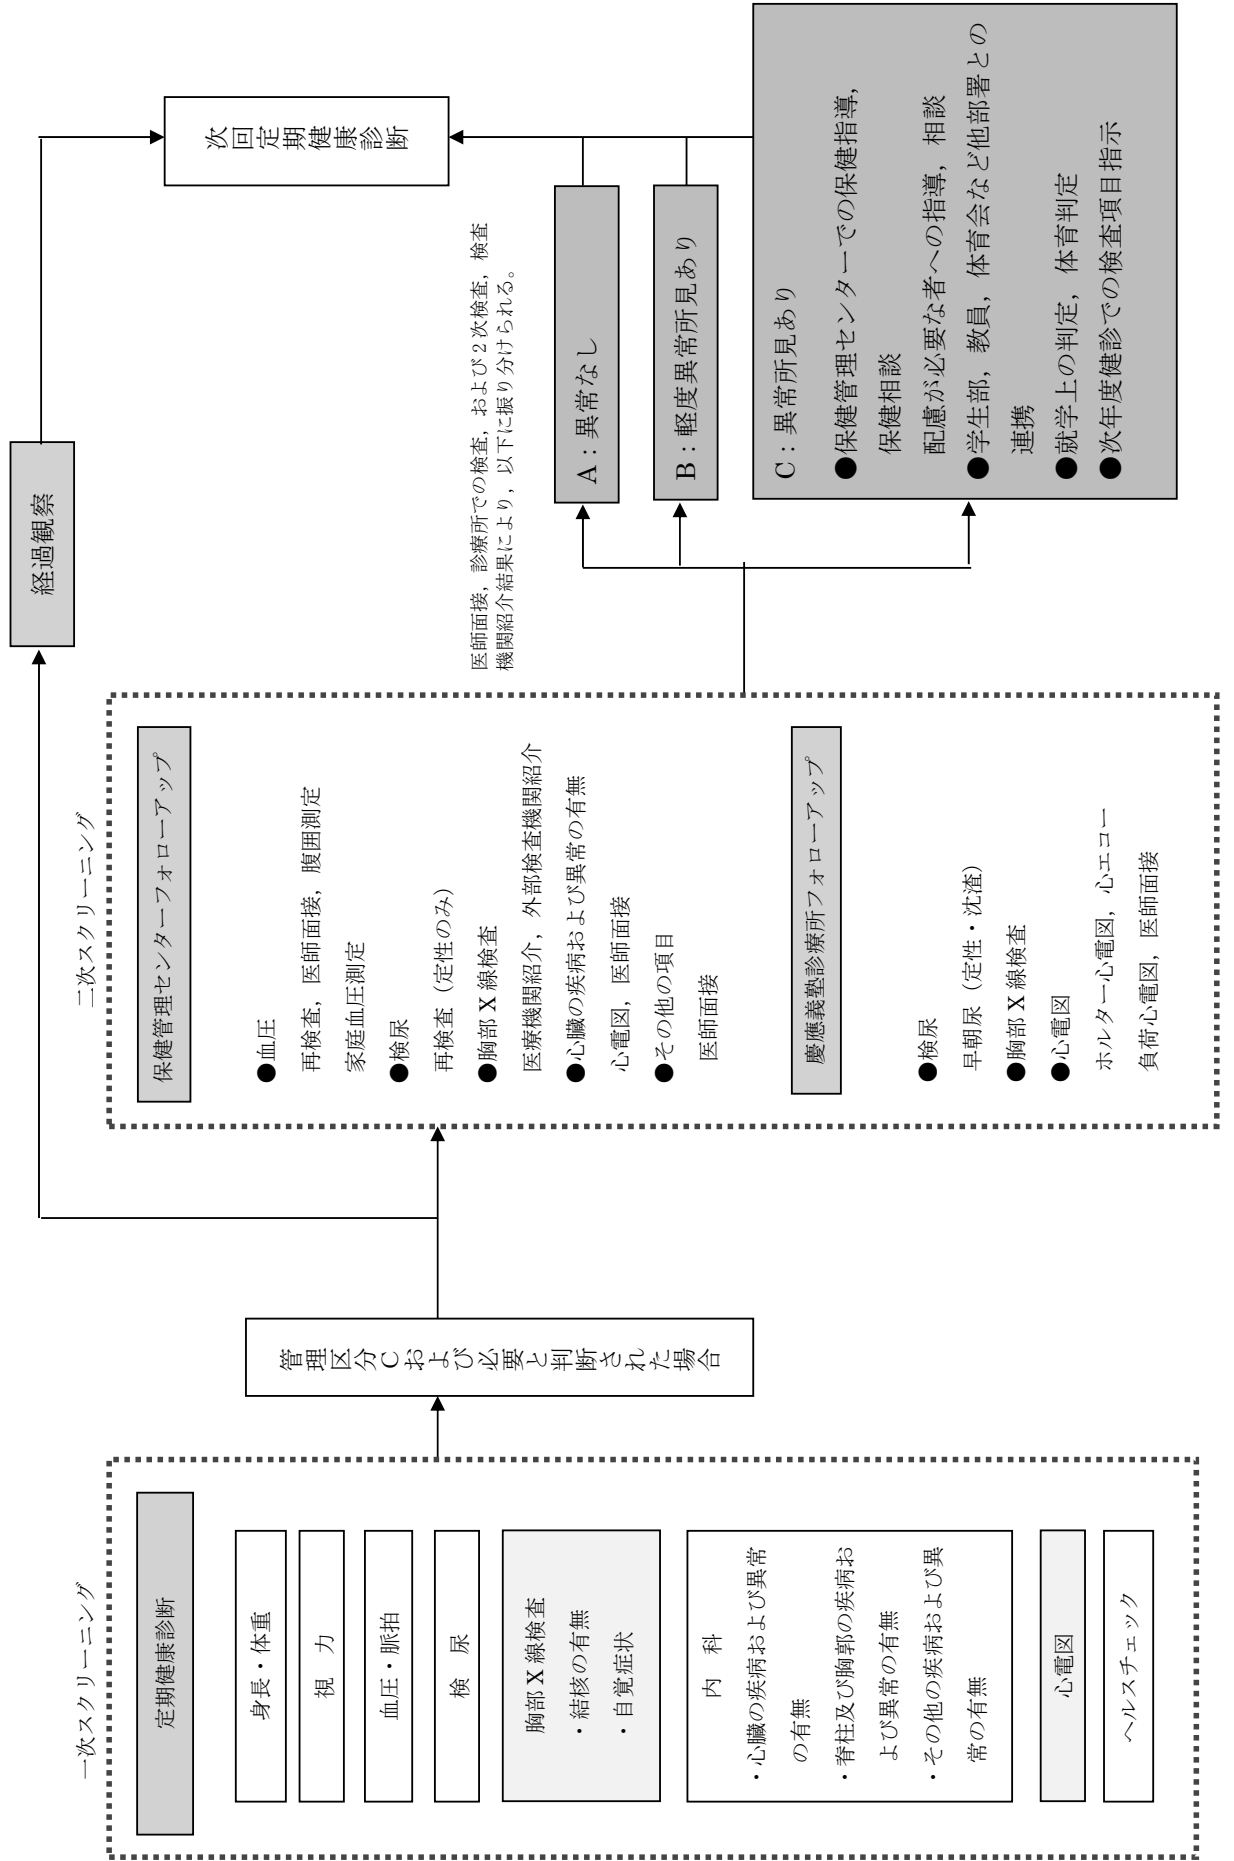 一次スクリーニング
定期健康診断
身長・体重
視　力
血圧・脈拍
検　尿
胸部 X 線検査
・結核の有無
・自覚症状
内　科
・心臓の疾病および異常
の有無
・脊柱及び胸郭の疾病お
よび異常の有無
・その他の疾病および異
常の有無
心電図
ヘルスチェック
管理区分Cおよび必要と判断された場合
二次スクリーニング
保健管理センターフォローアップ
●血圧
再検査，医師面接，腹囲測定
家庭血圧測定
●検尿
再検査（定性のみ）
●胸部 X 線検査
医療機関紹介，外部検査機関紹介
●心臓の疾病および異常の有無
心電図，医師面接
●その他の項目
医師面接
慶應義塾診療所フォローアップ
●検尿
早朝尿（定性・沈渣）
●胸部 X 線検査
●心電図
ホルター心電図，心エコー
負荷心電図，医師面接
経過観察
医師面接，診療所での検査，および2次検査，検査
機関紹介結果により，以下に振り分けられる。
A：異常なし
B：軽度異常所見あり
C：異常所見あり
●保健管理センターでの保健指導，
保健相談
配慮が必要な者への指導，相談
●学生部，教員，体育会など他部署との
連携
●就学上の判定，体育判定
●次年度健診での検査項目指示
次回定期健康診断